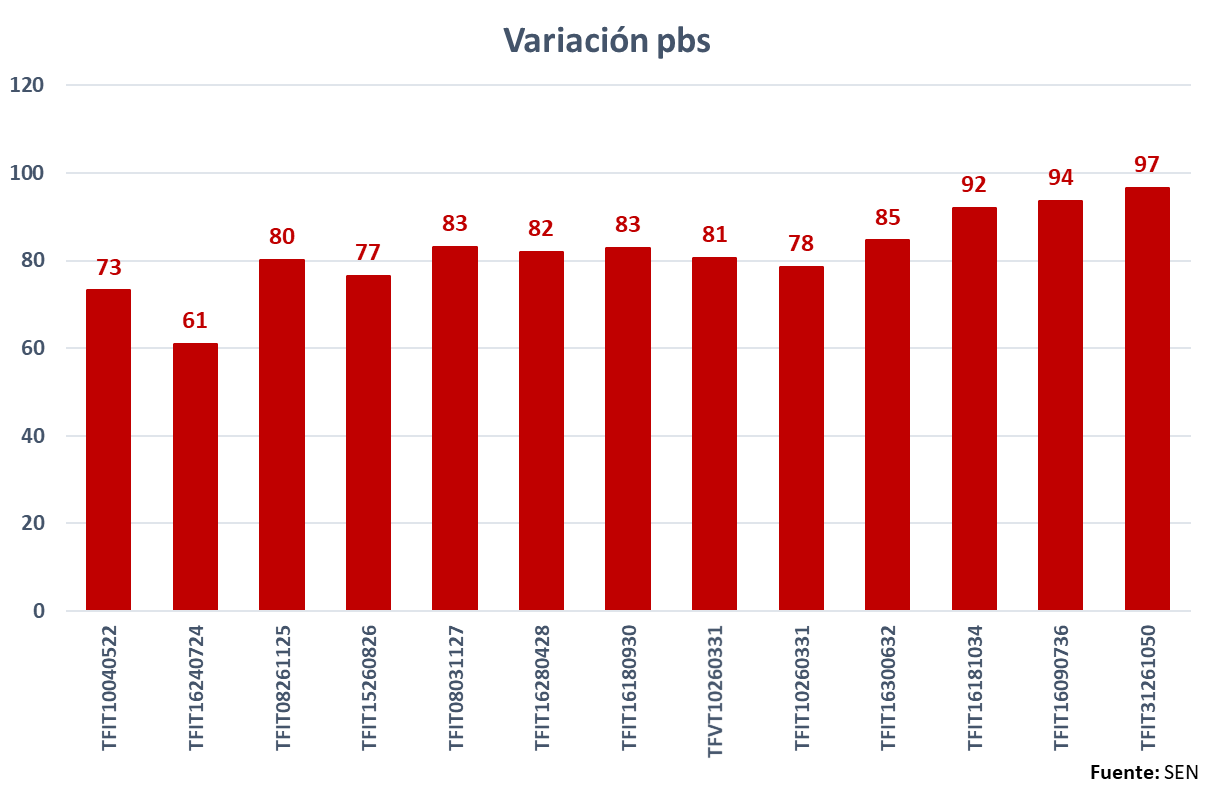 Variación pbs
120
100
80
60
40
20
0
73
61
80
77
83
82
83
81
78
85
92
94
97
TFIT10040522
TFIT16240724
TFIT08261125
TFIT15260826
TFIT08031127
TFIT16280428
TFIT16180930
TFVT10260331
TFIT10260331
TFIT16300632
TFIT16181034
TFIT16090736
TFIT31261050
Fuente: SEN